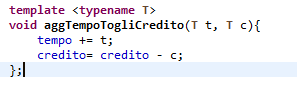 template <typename T>
void aggTempoTogliCredito(T t, T c){
    tempo += t;
    credito= credito - c;
};